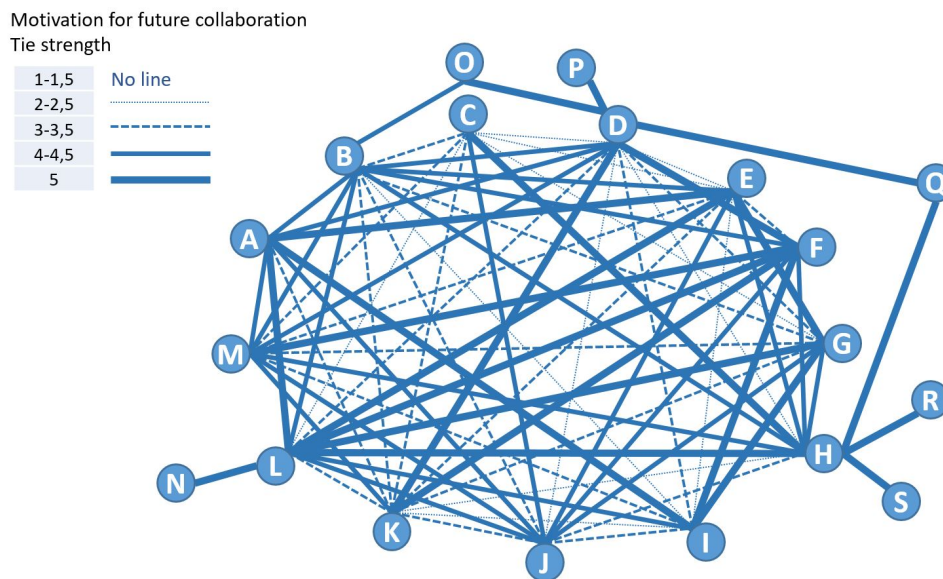 Motivation for future collaboration
Tie strength
1-1,5 No line
2-2,5
3-3,5
4-4,5
5
O
P
C
D
B
E
Q
A
F
M
G
R
L
H
N
S
K
I
J